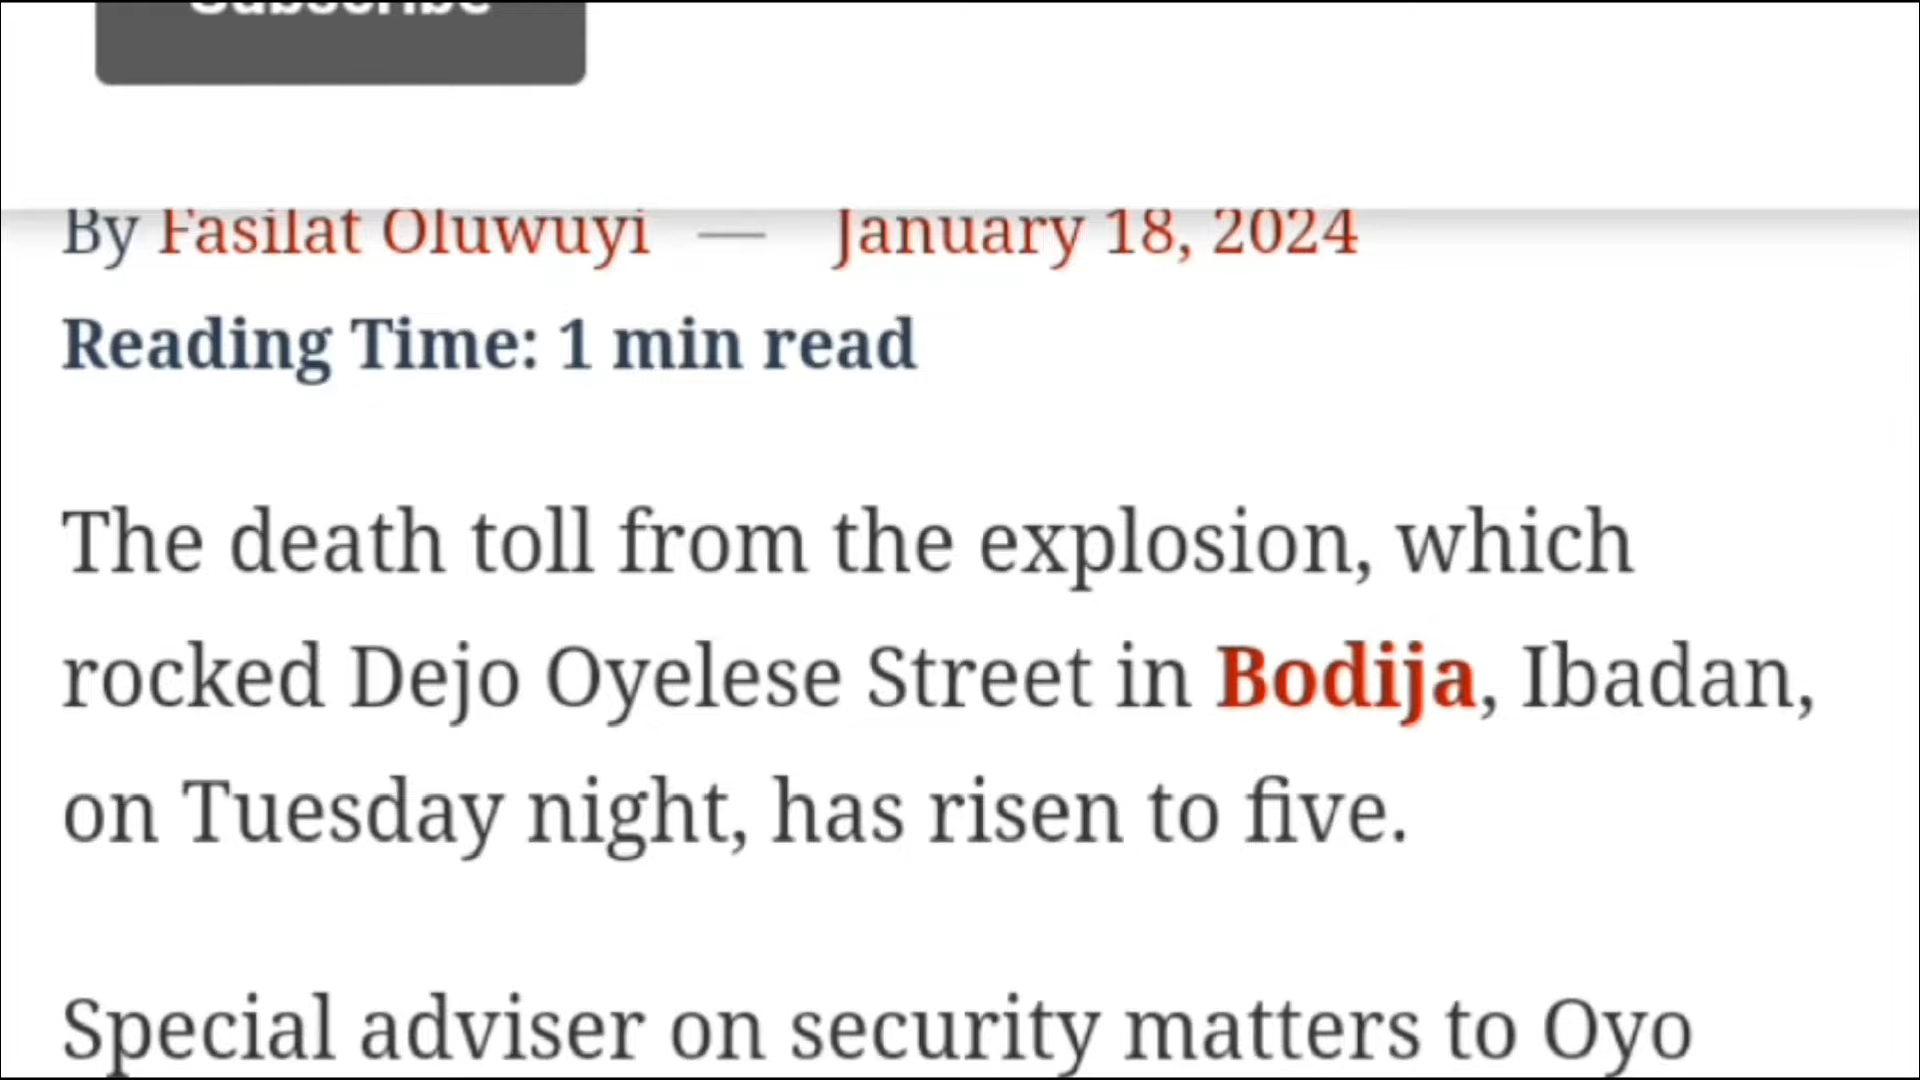 Subscribe
By Fasilat Oluwuyi — January 18, 2024
Reading Time: 1 min read
The death toll from the explosion, which
rocked Dejo Oyelese Street in Bodija, Ibadan,
on Tuesday night, has risen to five.
Special adviser on security matters to Oyo